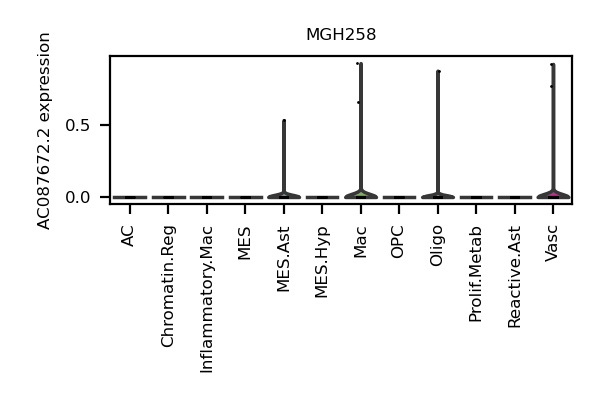 MGH258
AC087672.2 expression
0.5
0.0
AC
Chromatin.Reg
Inflammatory.Mac
MES
MES.Ast
MES.Hyp
Mac
OPC
Oligo
Prolif.Metab
Reactive.Ast
Vasc